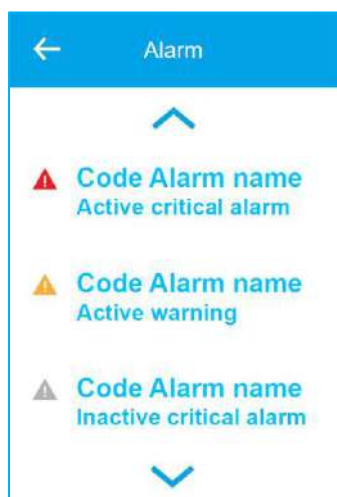 Alarm
Code Alarm name
Active critical alarm
Code Alarm name
Active warning
Code Alarm name
Inactive critical alarm